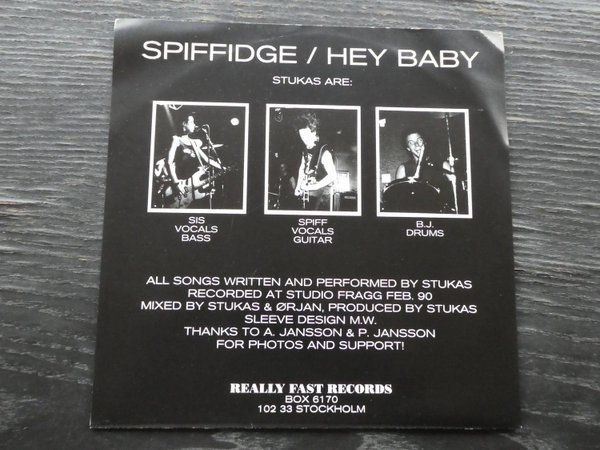 SPIFFIDGE / HEY BABY
STUKAS ARE:
SIS
VOCALS
BASS
SPIFF
VOCALS
GUITAR
B.J.
DRUMS
ALL SONGS WRITTEN AND PERFORMED BY STUKAS
RECORDED AT STUDIO FRAGG FEB. 90
MIXED BY STUKAS & ØRJAN, PRODUCED BY STUKAS
SLEEVE DESIGN M.W.
THANKS TO A. JANSSON & P. JANSSON
FOR PHOTOS AND SUPPORT!
REALLY FAST RECORDS
BOX 6170
102 33 STOCKHOLM